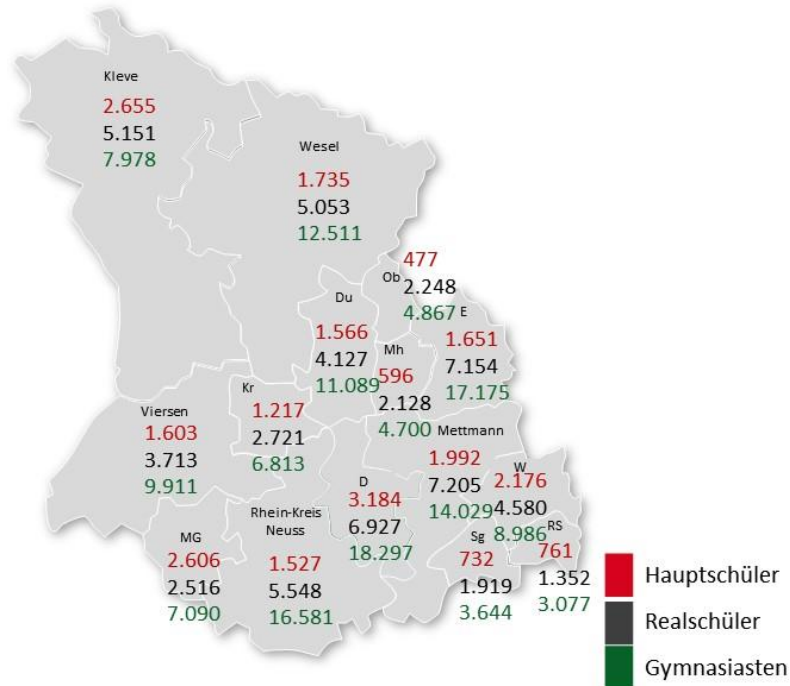 Kleve
2.655
5.151
7.978
Wesel
1.735
5.053
12.511
Ob
477
2.248
4.867
Du
1.566
4.127
11.089
E
1.651
7.154
17.175
Mh
596
2.128
4.700
Kr
1.217
2.721
6.813
Viersen
1.603
3.713
9.911
Mettmann
1.992
7.205
14.029
W
2.176
4.580
8.986
D
3.184
6.927
18.297
Rhein-Kreis
Neuss
1.527
5.548
16.581
MG
2.606
2.516
7.090
Sg
732
1.919
3.644
RS
761
1.352
3.077
Hauptschüler
Realschüler
Gymnasiasten